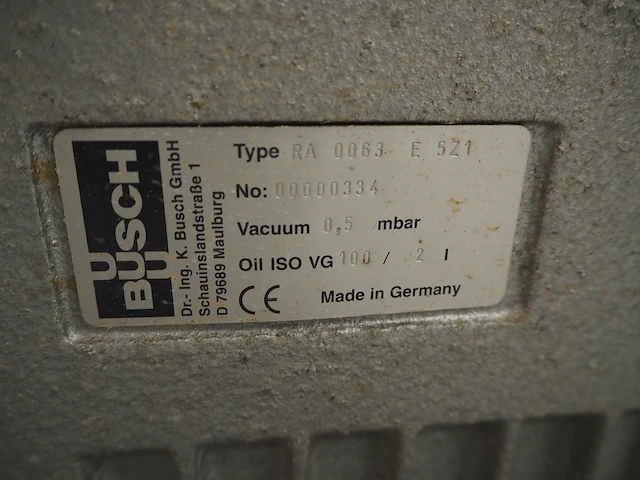 BUSCH
Dr.- Ing. K. Busch GmbH
Schauinslandstraße 1
D 79689 Maulburg
Type RA 0063 E 5Z1
No: 00000334
Vacuum 0,5 mbar
Oil ISO VG 100 / 2 l
CE Made in Germany